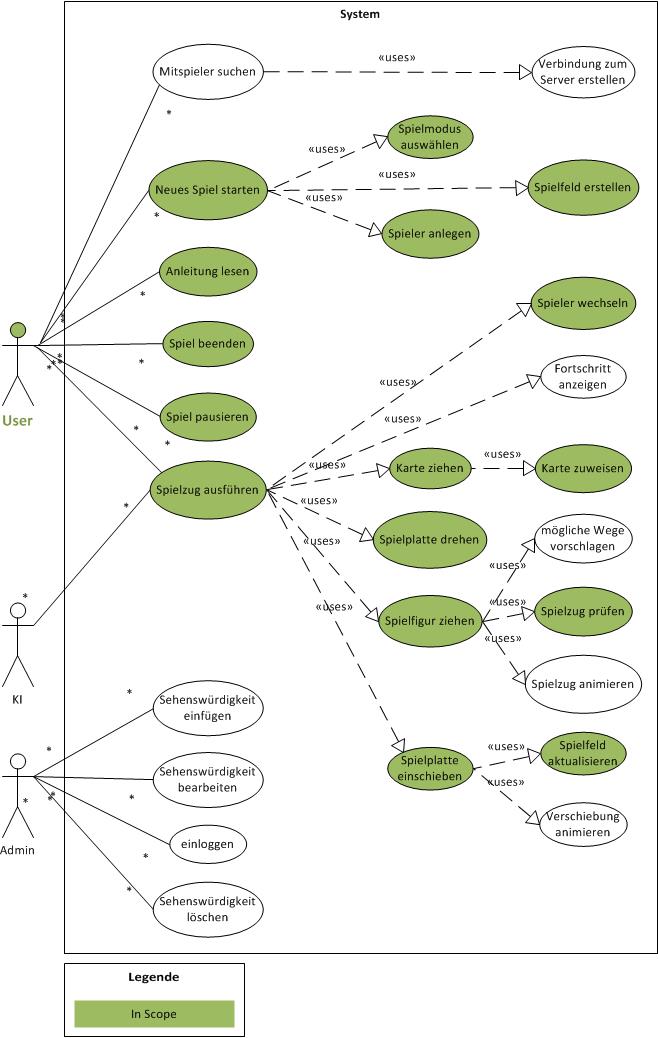 System
Mitspieler suchen
«uses»
Verbindung zum
Server erstellen
*
Spielmodus
auswählen
«uses»
Neues Spiel starten
«uses»
Spielfeld erstellen
«uses»
*
Spieler anlegen
Anleitung lesen
*
Spieler wechseln
*
*
User
Spiel beenden
*
*
*
*
*
«uses»
Fortschritt
anzeigen
Spiel pausieren
«uses»
*
*
Spielzug ausführen
«uses»
Karte ziehen
«uses»
Karte zuweisen
*
«uses»
Spielplatte drehen
«uses»
mögliche Wege
vorschlagen
«uses»
*
KI
«uses»
Spielfigur ziehen
«uses»
Spielzug prüfen
«uses»
Spielzug animieren
*
Sehenswürdigkeit
einfügen
*
Admin
*
*
*
Sehenswürdigkeit
bearbeiten
*
Spielplatte
einschieben
«uses»
Spielfeld
aktualisieren
«uses»
Verschiebung
animieren
einloggen
*
*
Sehenswürdigkeit
löschen
Legende
In Scope